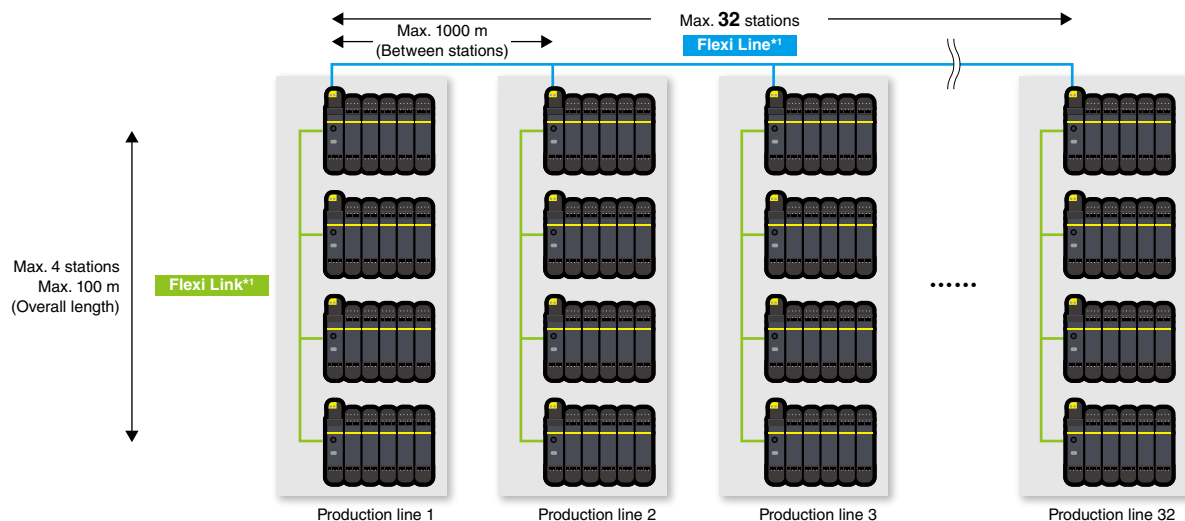 Max. 32 stations
Max. 1000 m
(Between stations)
Flexi Line*1
Max. 4 stations
Max. 100 m
(Overall length)
Flexi Link*1
......
Production line 1
Production line 2
Production line 3
Production line 32